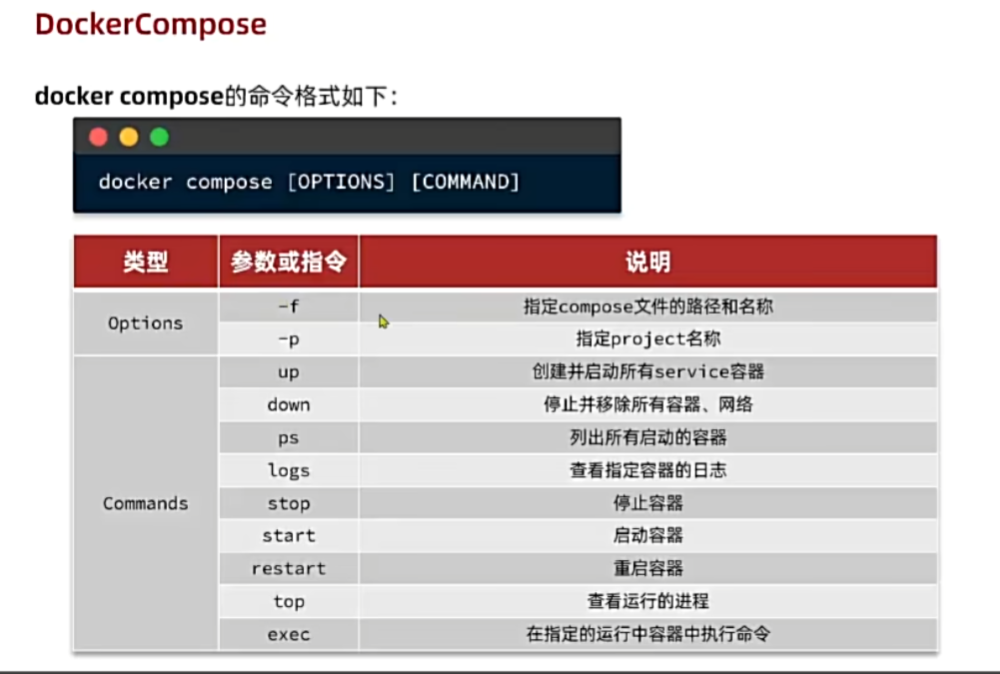 DockerCompose
docker compose的命令格式如下：
docker compose [OPTIONS] [COMMAND]
类型 参数或指令 说明
Options -f 指定compose文件的路径和名称
-p 指定project名称
Commands up 创建并启动所有service容器
down 停止并移除所有容器、网络
ps 列出所有启动的容器
logs 查看指定容器的日志
stop 停止容器
start 启动容器
restart 重启容器
top 查看运行的进程
exec 在指定的运行中容器中执行命令